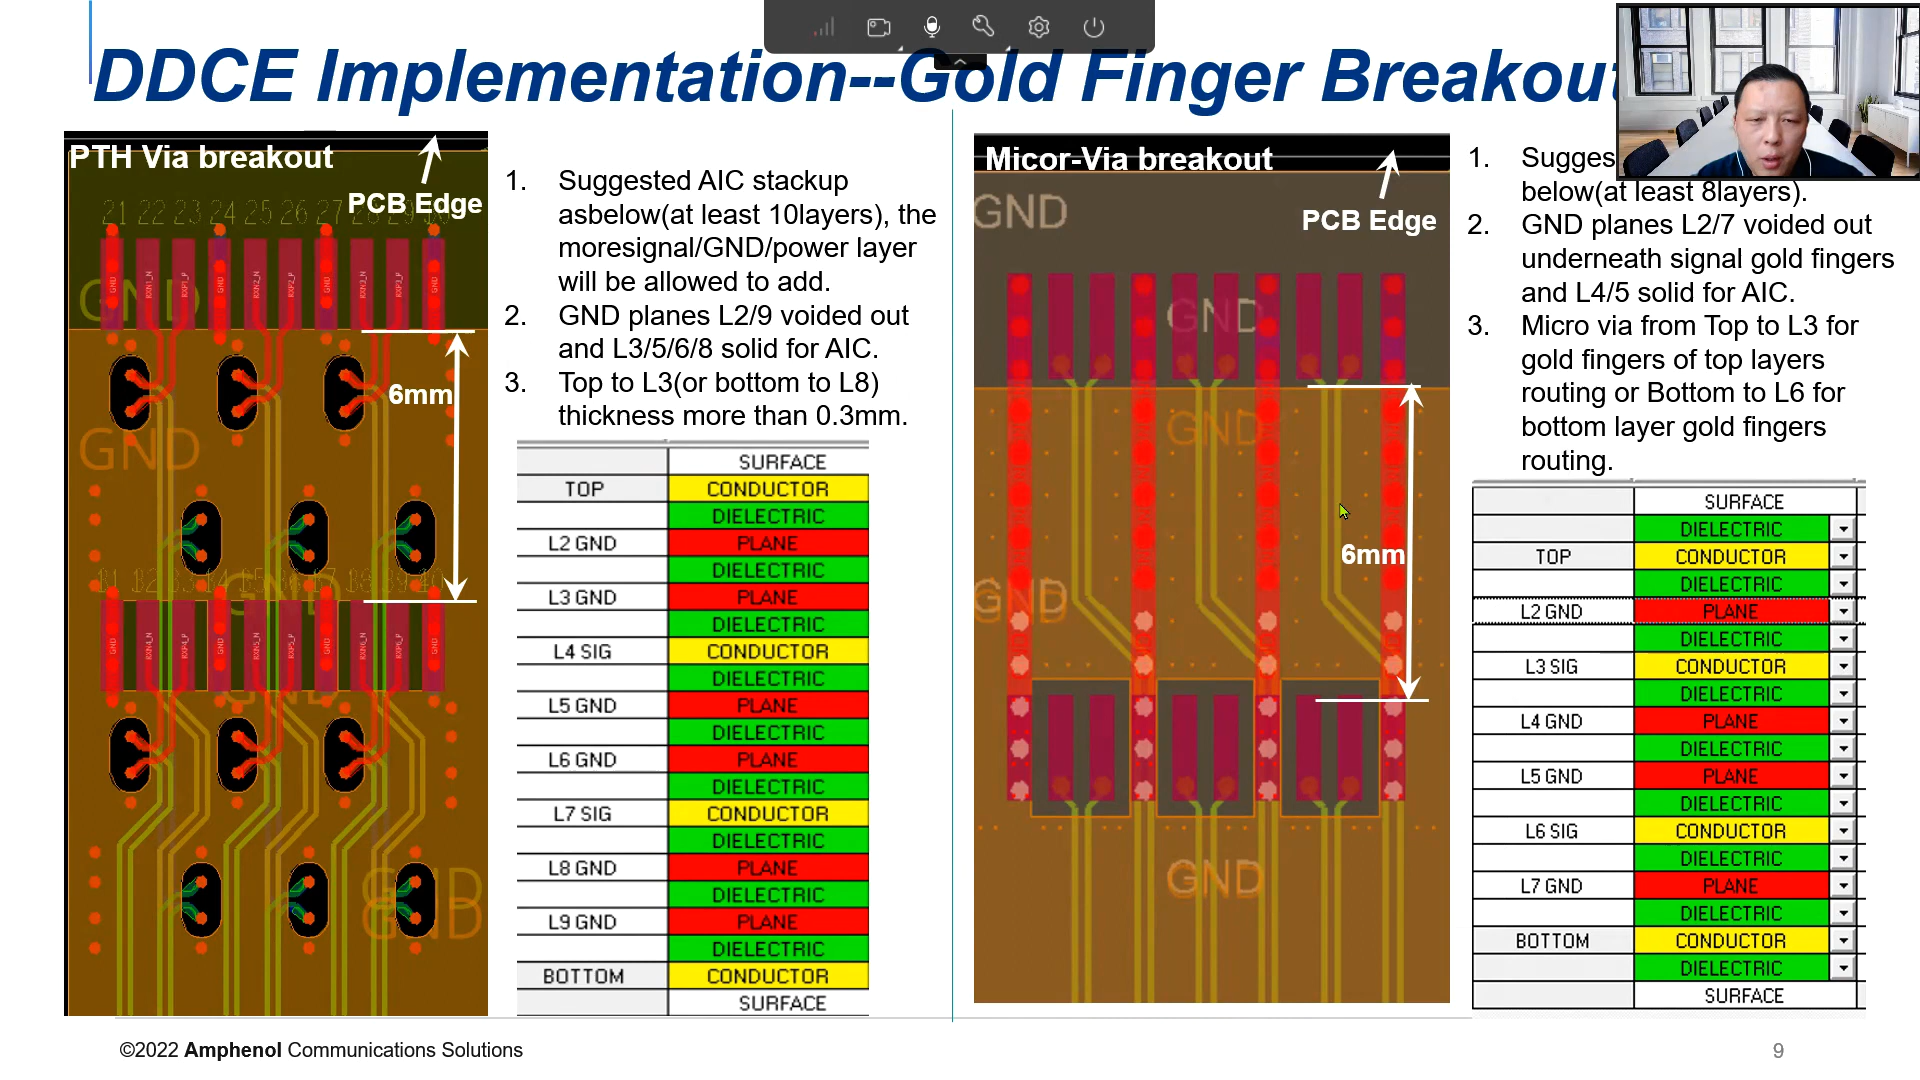 DDCE Implementation--Gold Finger Breakout
PTH Via breakout
PCB Edge
21 22 23 24 25 26 27
GND
GND
6mm
1. Suggested AIC stackup
asbelow(at least 10layers), the
moresignal/GND/power layer
will be allowed to add.
2. GND planes L2/9 voided out
and L3/5/6/8 solid for AIC.
3. Top to L3(or bottom to L8)
thickness more than 0.3mm.
SURFACE
TOP CONDUCTOR
DIELECTRIC
L2 GND PLANE
DIELECTRIC
L3 GND PLANE
DIELECTRIC
L4 SIG CONDUCTOR
DIELECTRIC
L5 GND PLANE
DIELECTRIC
L6 GND PLANE
DIELECTRIC
L7 SIG CONDUCTOR
DIELECTRIC
L8 GND PLANE
DIELECTRIC
L9 GND PLANE
DIELECTRIC
BOTTOM CONDUCTOR
SURFACE
Micor-Via breakout
PCB Edge
GND
GND
GND
6mm
GND
GND
1. Sugges
below(at least 8layers).
2. GND planes L2/7 voided out
underneath signal gold fingers
and L4/5 solid for AIC.
3. Micro via from Top to L3 for
gold fingers of top layers
routing or Bottom to L6 for
bottom layer gold fingers
routing.
SURFACE
DIELECTRIC
TOP CONDUCTOR
DIELECTRIC
L2 GND PLANE
DIELECTRIC
L3 SIG CONDUCTOR
DIELECTRIC
L4 GND PLANE
DIELECTRIC
L5 GND PLANE
DIELECTRIC
L6 SIG CONDUCTOR
DIELECTRIC
L7 GND PLANE
DIELECTRIC
BOTTOM CONDUCTOR
DIELECTRIC
SURFACE
©2022 Amphenol Communications Solutions
9